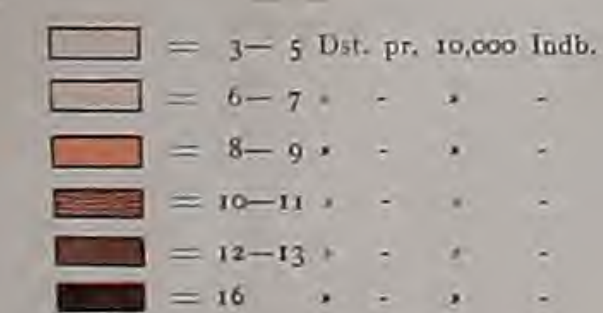 = 3— 5 Dst. pr. 10,000 Indb.
= 6— 7 » - » -
= 8— 9 » - » -
= 10—11 » - » -
= 12—13 » - » -
= 16 » - » -